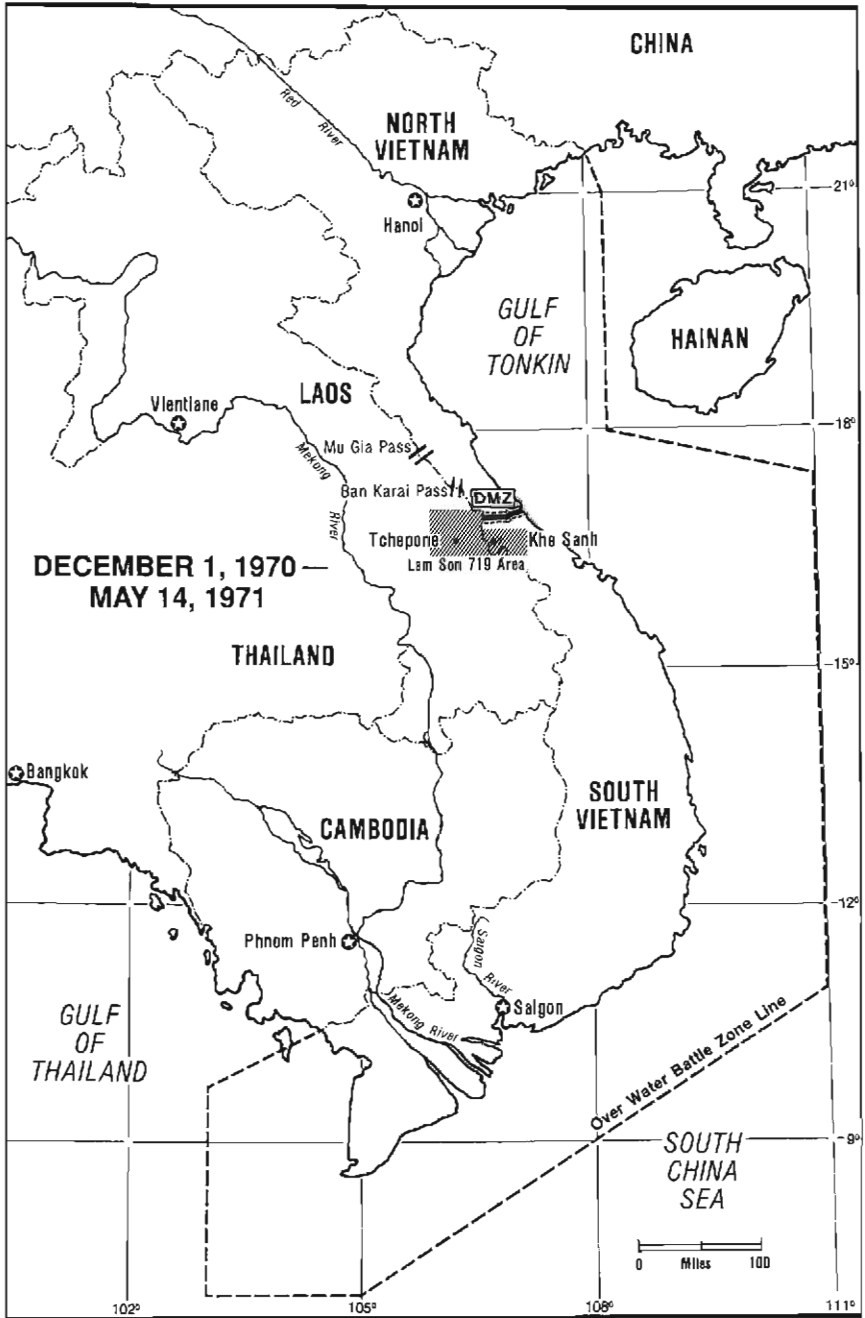 CHINA
Red River
NORTH
VIETNAM
21°
Hanoi
GULF
OF
TONKIN
HAINAN
LAOS
Vientiane
18°
Mu Gia Pass
Mekong River
Ban Karai Pass
DMZ
Tchepone
Khe Sanh
Lam Son 719 Area
DECEMBER 1, 1970 —
MAY 14, 1971
THAILAND
15°
Bangkok
SOUTH
VIETNAM
CAMBODIA
12°
Phnom Penh
Saigon River
Saigon
Mekong River
GULF
OF
THAILAND
Over Water Battle Zone Line
9°
SOUTH
CHINA
SEA
0 Miles 100
102° 105° 108° 111°